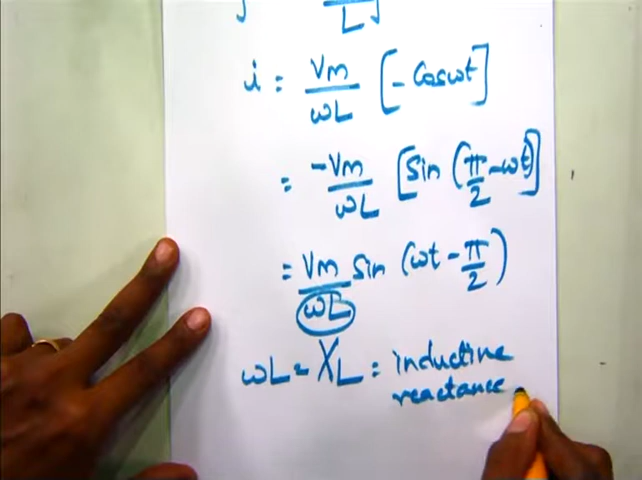 ∫ L ]
i = Vm/ωL [-Cosωt]
= -Vm/ωL [Sin (π/2 - ωt)]
= Vm/ωL Sin (ωt - π/2)
ωL = XL = inductive
reactance